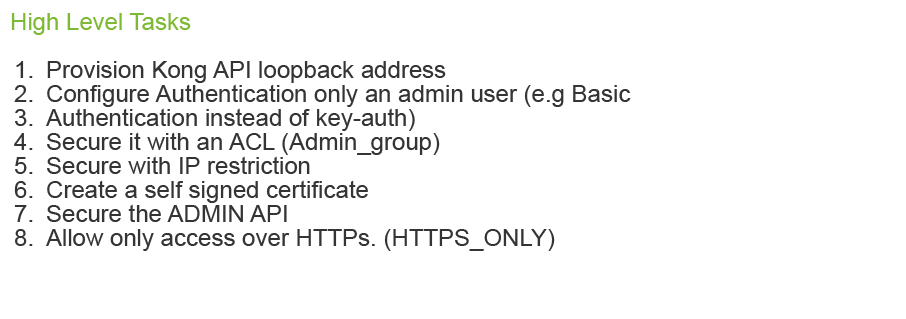 High Level Tasks
1. Provision Kong API loopback address
2. Configure Authentication only an admin user (e.g Basic
3. Authentication instead of key-auth)
4. Secure it with an ACL (Admin_group)
5. Secure with IP restriction
6. Create a self signed certificate
7. Secure the ADMIN API
8. Allow only access over HTTPs. (HTTPS_ONLY)